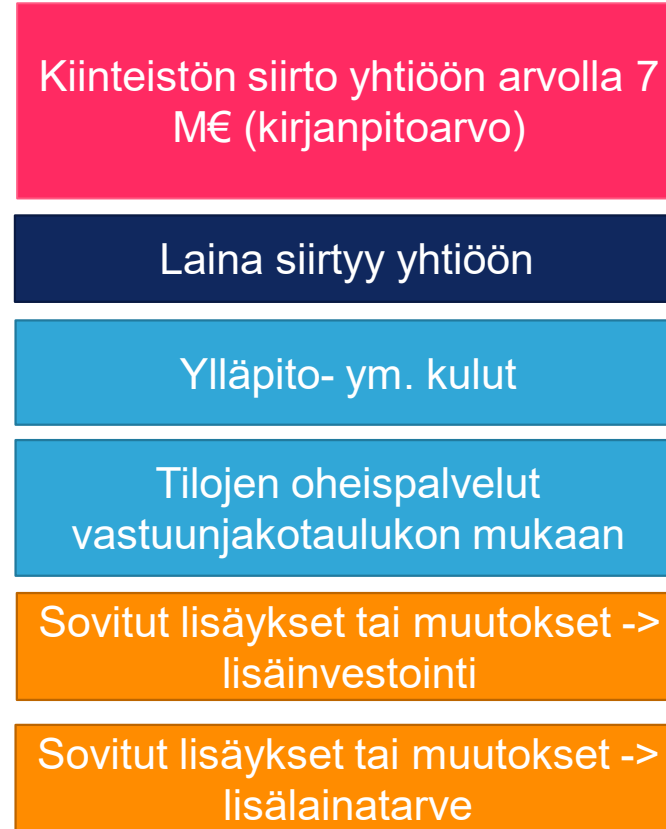 Kiinteistön siirto yhtiöön arvolla 7
M€ (kirjanpitoarvo)
Laina siirtyy yhtiöön
Ylläpito- ym. kulut
Tilojen oheispalvelut
vastuunjakotaulukon mukaan
Sovitut lisäykset tai muutokset ->
lisäinvestointi
Sovitut lisäykset tai muutokset ->
lisälainatarve